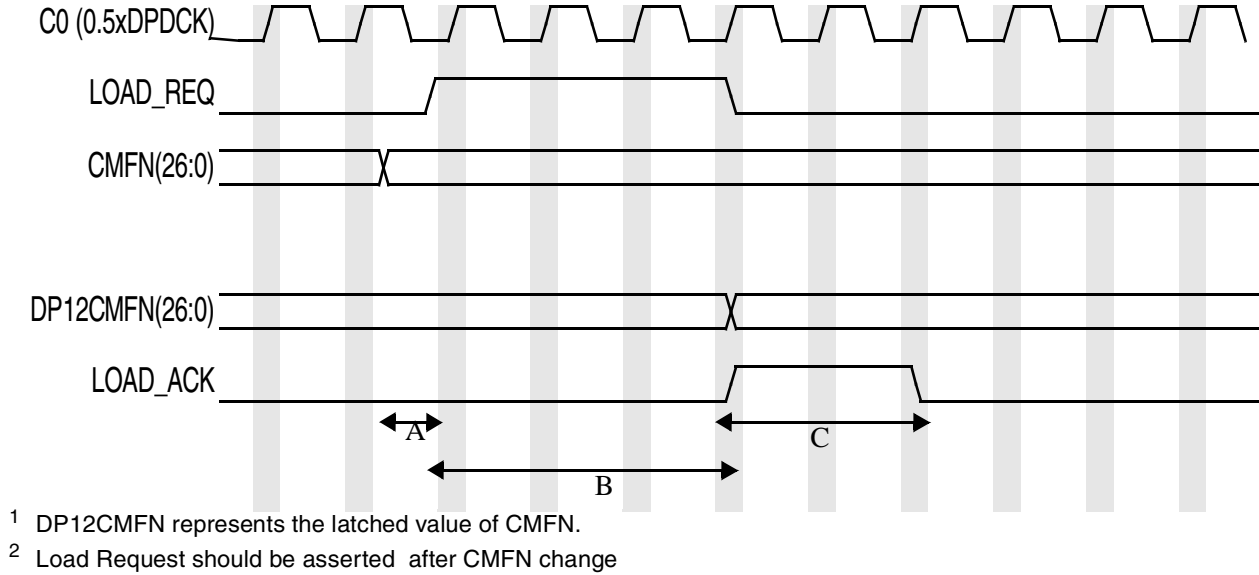 C0 (0.5xDPDCK)
LOAD_REQ
CMFN(26:0)
DP12CMFN(26:0)
LOAD_ACK
A
C
B
1 DP12CMFN represents the latched value of CMFN.
2 Load Request should be asserted after CMFN change